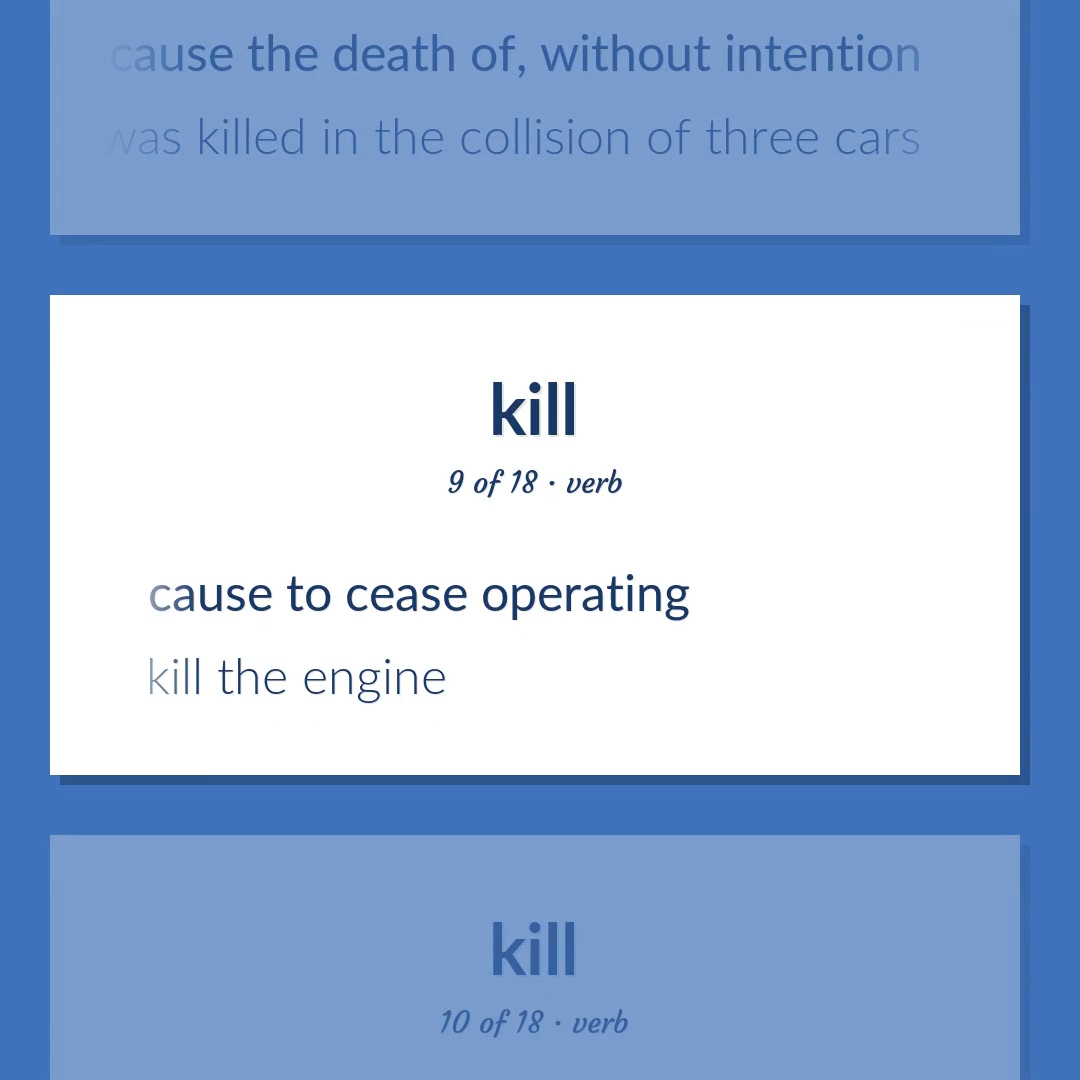 cause the death of, without intention
was killed in the collision of three cars
kill
9 of 18 · verb
cause to cease operating
kill the engine
kill
10 of 18 · verb